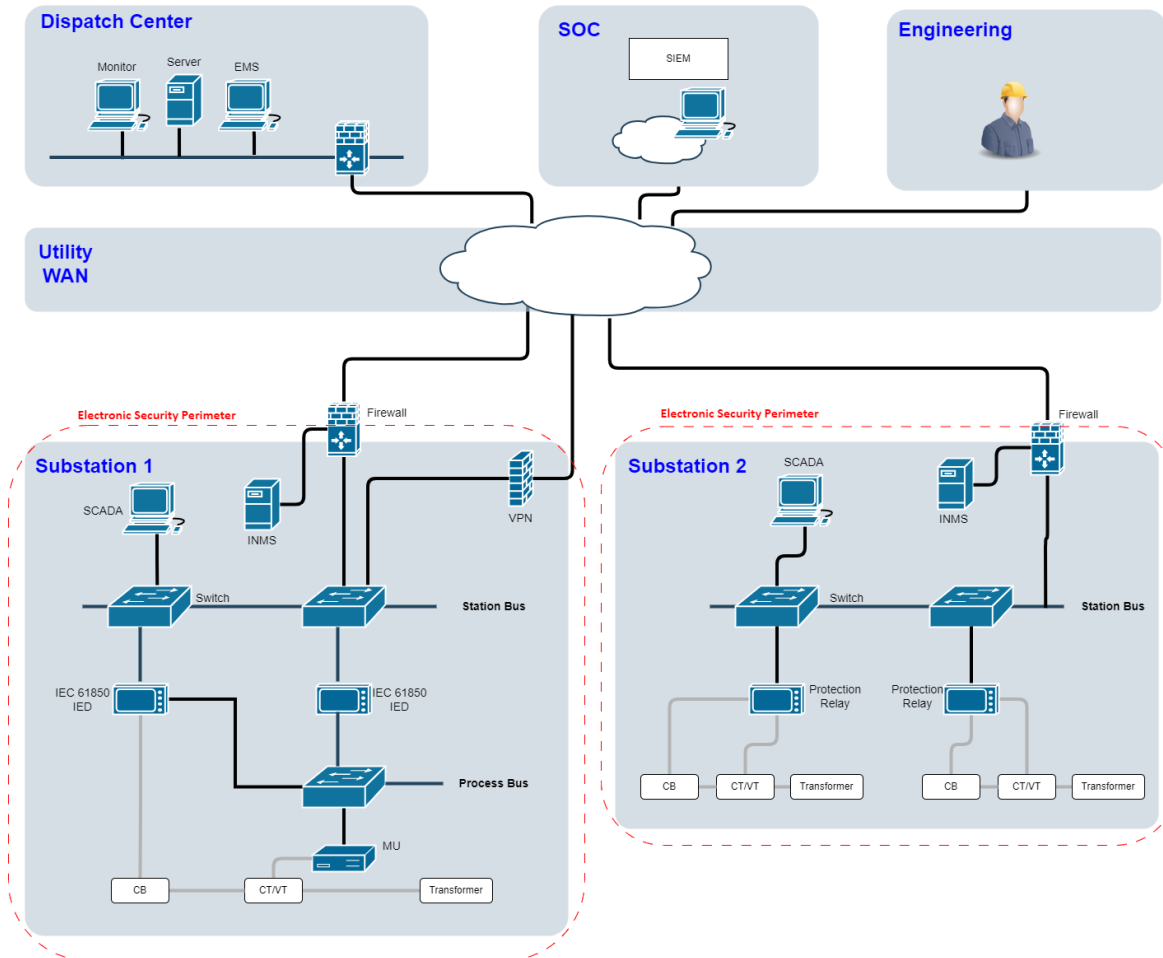 Dispatch Center
Monitor
Server
EMS
SOC
SIEM
Engineering
Utility
WAN
Electronic Security Perimeter
Firewall
Substation 1
SCADA
INMS
VPN
Switch
Station Bus
IEC 61850
IED
IEC 61850
IED
Process Bus
MU
CB
CT/VT
Transformer
Electronic Security Perimeter
Firewall
Substation 2
SCADA
INMS
Switch
Station Bus
Protection
Relay
Protection
Relay
CB
CT/VT
Transformer
CB
CT/VT
Transformer